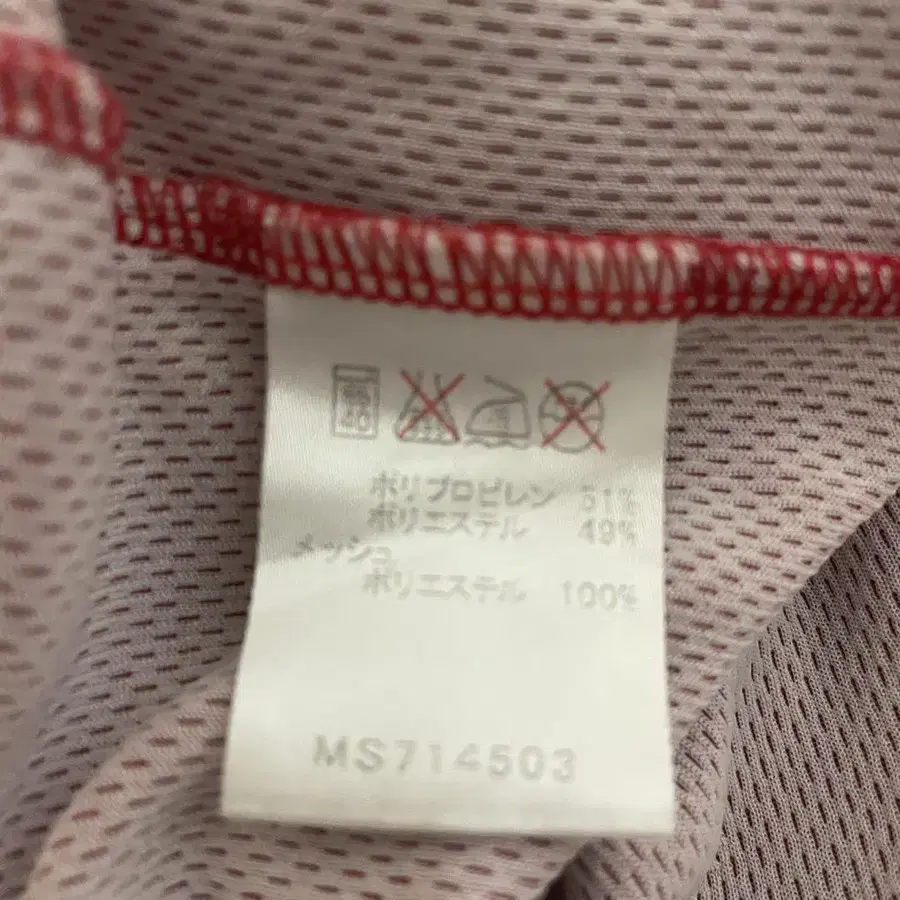 ポリプロピレン 51%
ポリエステル 49%
メッシュ
ポリエステル 100%
MS714503